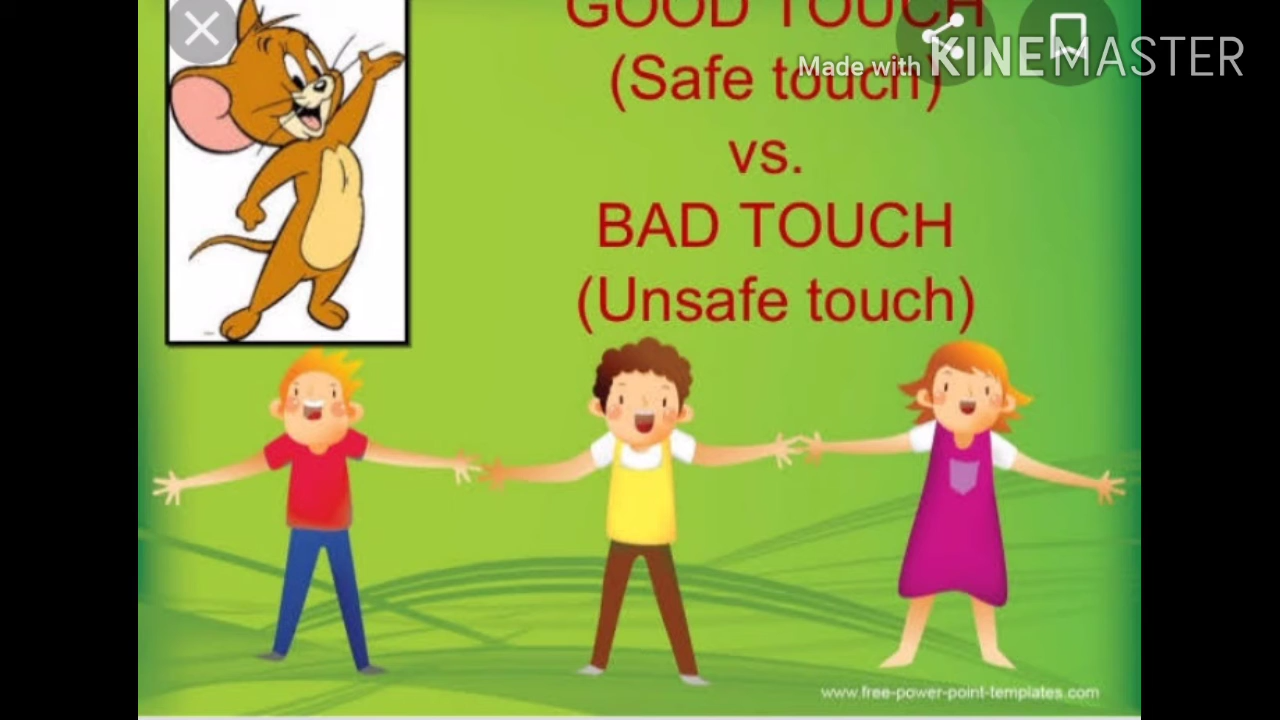 GOOD TOUCH
Made with KINEMASTER
(Safe touch)
vs.
BAD TOUCH
(Unsafe touch)
www.free-power-point-templates.com